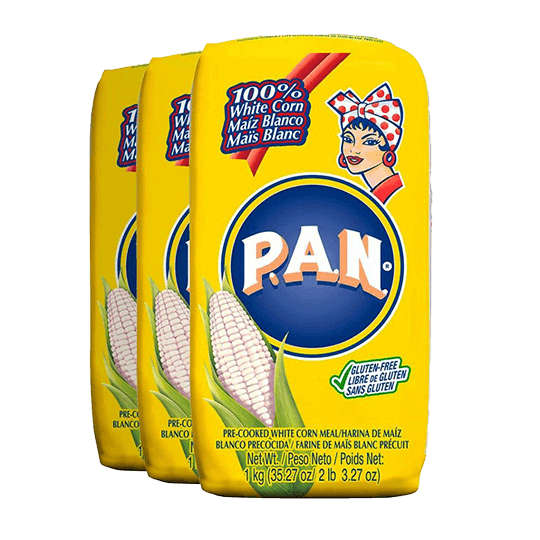 100%
White Corn
Maíz Blanco
Maïs Blanc
P.A.N.®
GLUTEN-FREE
LIBRE DE GLUTEN
SANS GLUTEN
PRE-COOKED WHITE CORN MEAL/HARINA DE MAÍZ
BLANCO PRECOCIDA / FARINE DE MAÏS BLANC PRÉCUIT
Net Wt. / Peso Neto / Poids Net:
1 kg (35.27 oz/ 2 lb 3.27 oz)